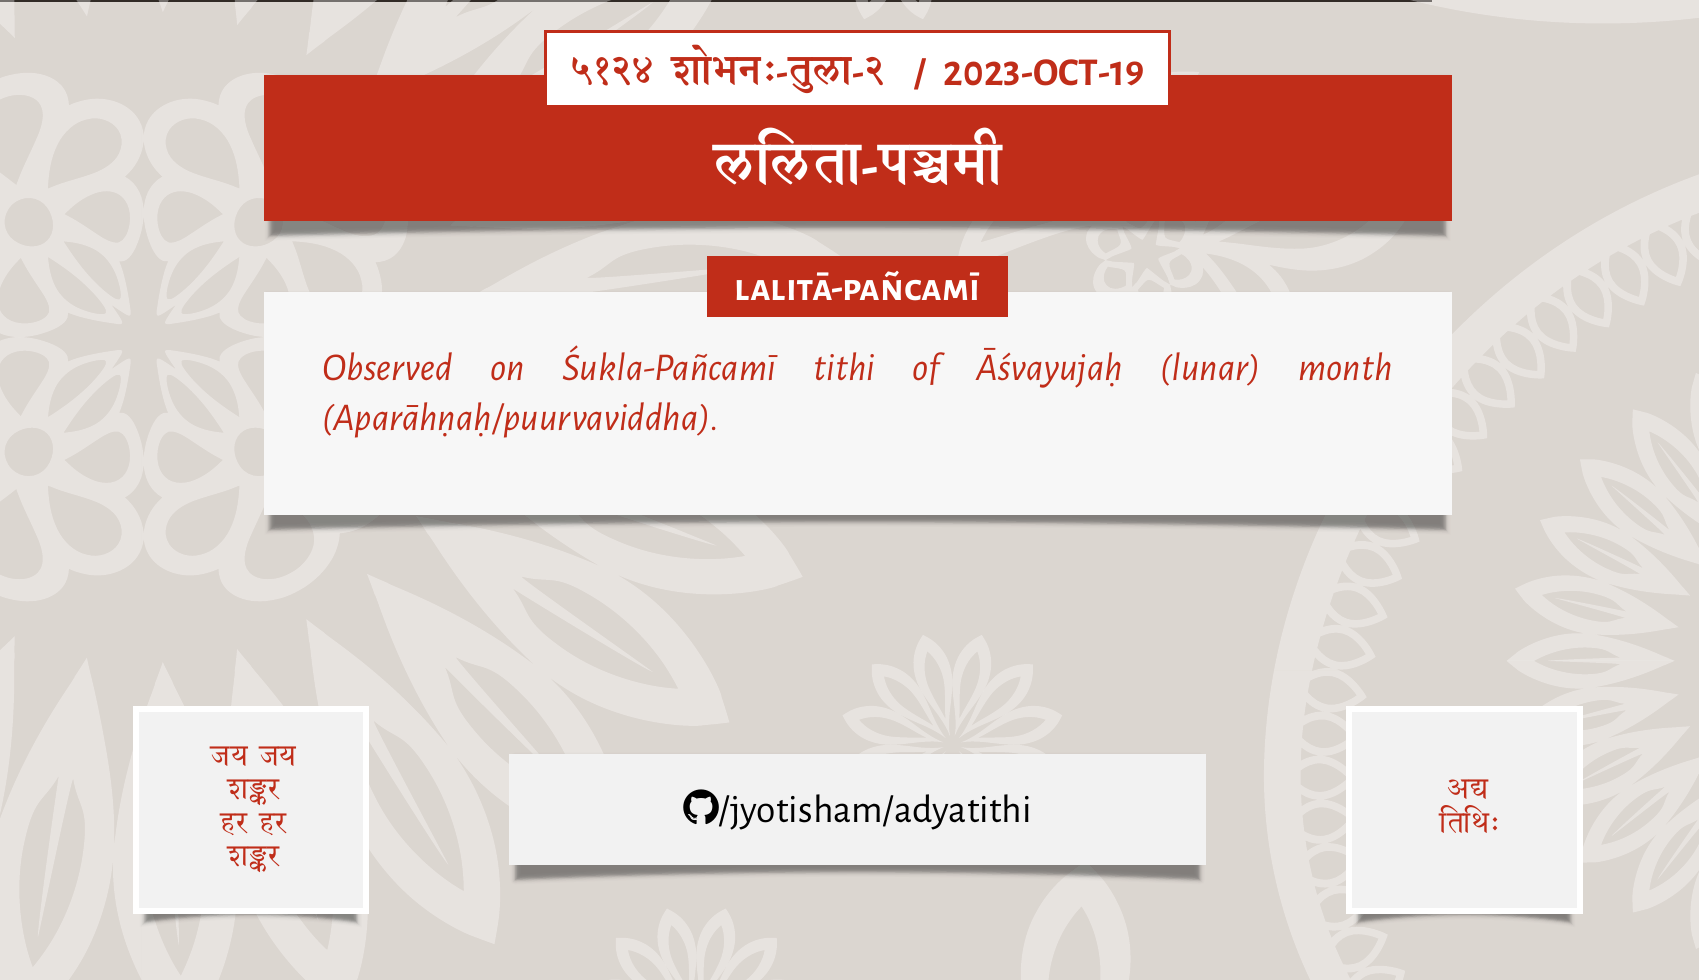 ५१२४ शोभनः-तुला-२ / 2023-OCT-19
ललिता-पञ्चमी
LALITĀ-PAÑCAMĪ
Observed on Śukla-Pañcamī tithi of Āśvayujaḥ (lunar) month
(Aparāhṇaḥ/puurvaviddha).
जय जय
शङ्कर
हर हर
शङ्कर
/jyotisham/adyatithi
अद्य
तिथिः